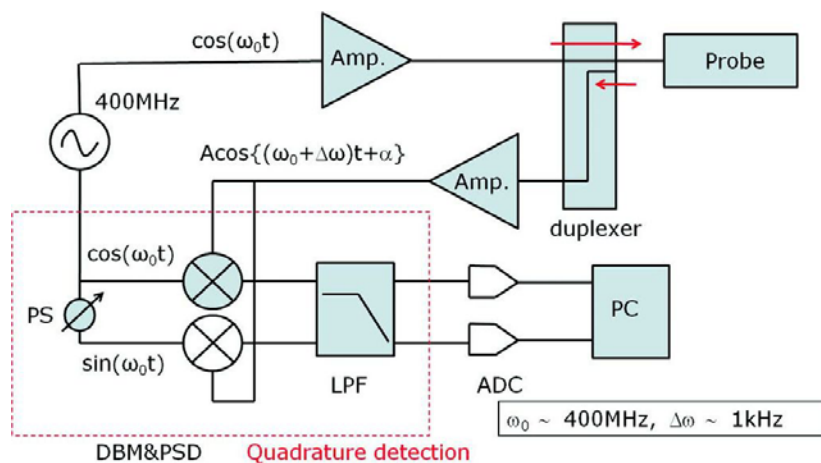 cos(ω₀t)
Amp.
Probe
400MHz
Acos{(ω₀+Δω)t+α}
Amp.
duplexer
cos(ω₀t)
PS
PC
sin(ω₀t)
LPF
ADC
ω₀ ~ 400MHz, Δω ~ 1kHz
DBM&PSD Quadrature detection